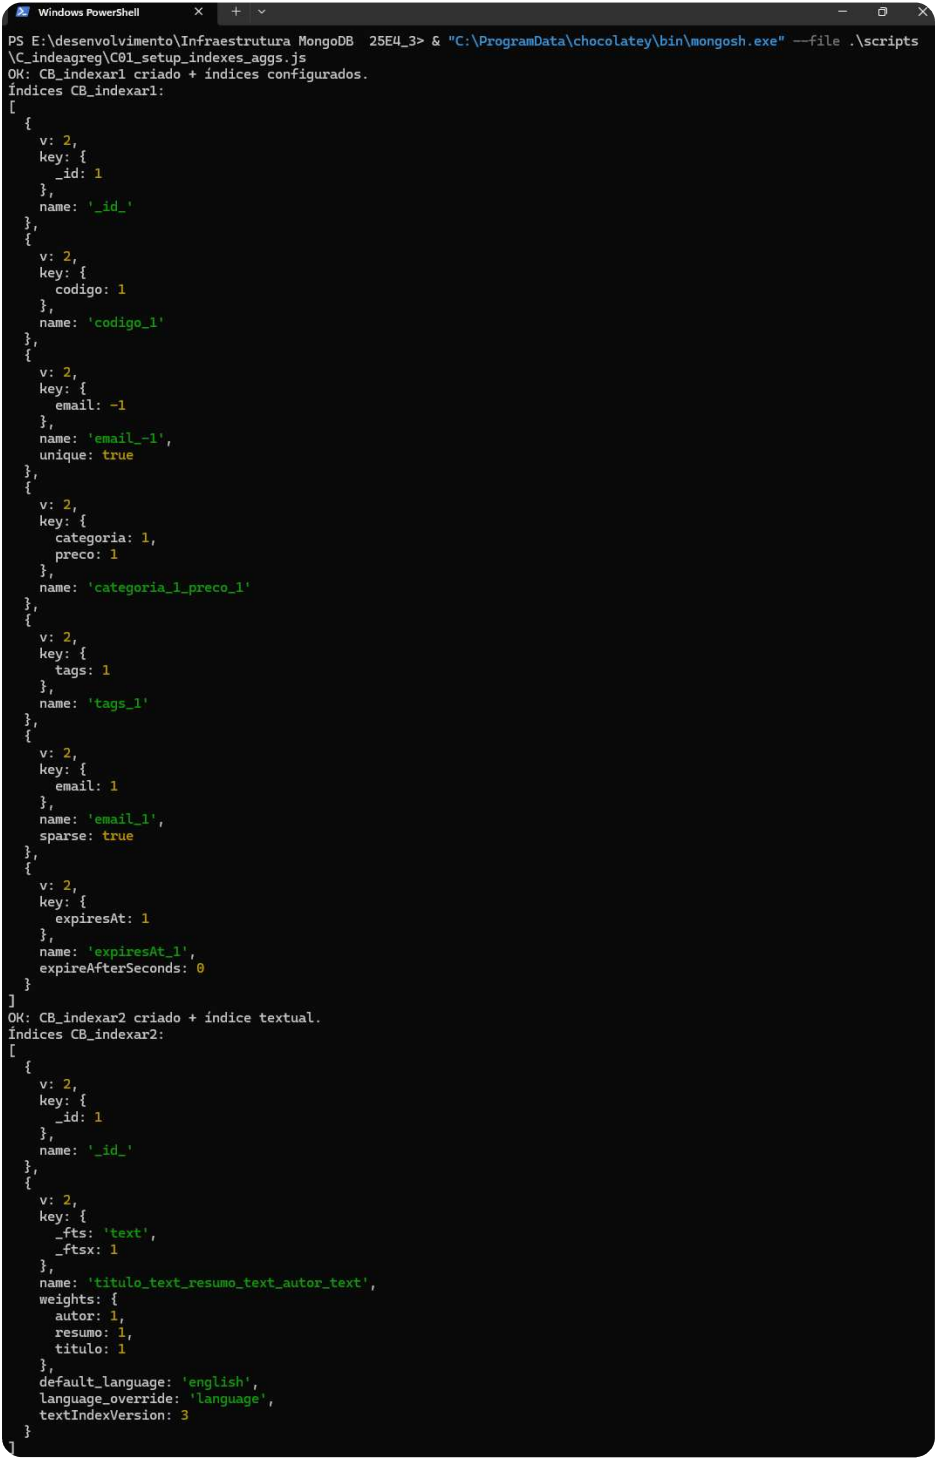 Windows PowerShell
PS E:\desenvolvimento\Infraestrutura MongoDB  25E4_3> & "C:\ProgramData\chocolatey\bin\mongosh.exe" --file .\scripts
\C_indeagreg\C01_setup_indexes_aggs.js
OK: CB_indexar1 criado + índices configurados.
Índices CB_indexar1:
[
  {
    v: 2,
    key: {
      _id: 1
    },
    name: '_id_'
  },
  {
    v: 2,
    key: {
      codigo: 1
    },
    name: 'codigo_1'
  },
  {
    v: 2,
    key: {
      email: -1
    },
    name: 'email_-1',
    unique: true
  },
  {
    v: 2,
    key: {
      categoria: 1,
      preco: 1
    },
    name: 'categoria_1_preco_1'
  },
  {
    v: 2,
    key: {
      tags: 1
    },
    name: 'tags_1'
  },
  {
    v: 2,
    key: {
      email: 1
    },
    name: 'email_1',
    sparse: true
  },
  {
    v: 2,
    key: {
      expiresAt: 1
    },
    name: 'expiresAt_1',
    expireAfterSeconds: 0
  }
]
OK: CB_indexar2 criado + índice textual.
Índices CB_indexar2:
[
  {
    v: 2,
    key: {
      _id: 1
    },
    name: '_id_'
  },
  {
    v: 2,
    key: {
      _fts: 'text',
      _ftsx: 1
    },
    name: 'titulo_text_resumo_text_autor_text',
    weights: {
      autor: 1,
      resumo: 1,
      titulo: 1
    },
    default_language: 'english',
    language_override: 'language',
    textIndexVersion: 3
  }
]